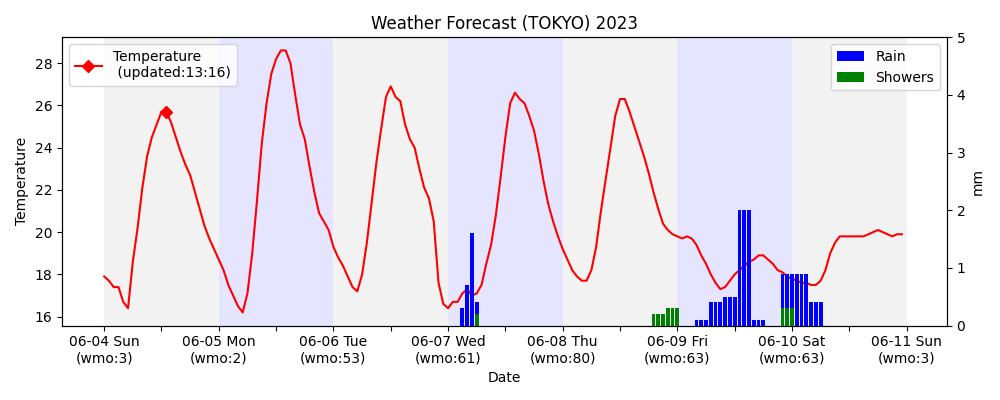 Weather Forecast (TOKYO) 2023
Temperature
(updated:13:16)
Rain
Showers
28
26
24
22
20
18
16
Temperature
5
4
3
2
1
0
mm
06-04 Sun
(wmo:3)
06-05 Mon
(wmo:2)
06-06 Tue
(wmo:53)
06-07 Wed
(wmo:61)
06-08 Thu
(wmo:80)
06-09 Fri
(wmo:63)
06-10 Sat
(wmo:63)
06-11 Sun
(wmo:3)
Date